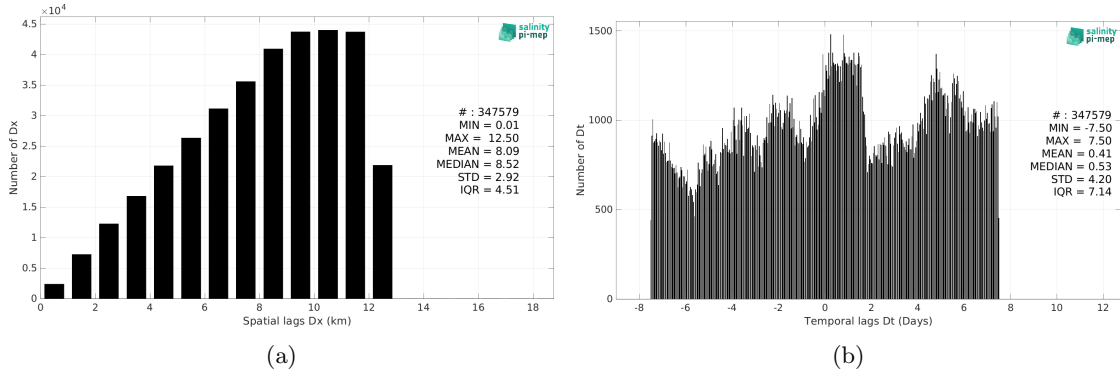 ×10⁴
4.5
4
3.5
3
2.5
2
1.5
1
0.5
0
Number of Dx
0 2 4 6 8 10 12 14 16 18
Spatial lags Dx (km)
salinity
pi-mep
# : 347579
MIN = 0.01
MAX = 12.50
MEAN = 8.09
MEDIAN = 8.52
STD = 2.92
IQR = 4.51
(a)
1500
1000
500
0
Number of Dt
-8 -6 -4 -2 0 2 4 6 8 10 12
Temporal lags Dt (Days)
salinity
pi-mep
# : 347579
MIN = -7.50
MAX = 7.50
MEAN = 0.41
MEDIAN = 0.53
STD = 4.20
IQR = 7.14
(b)